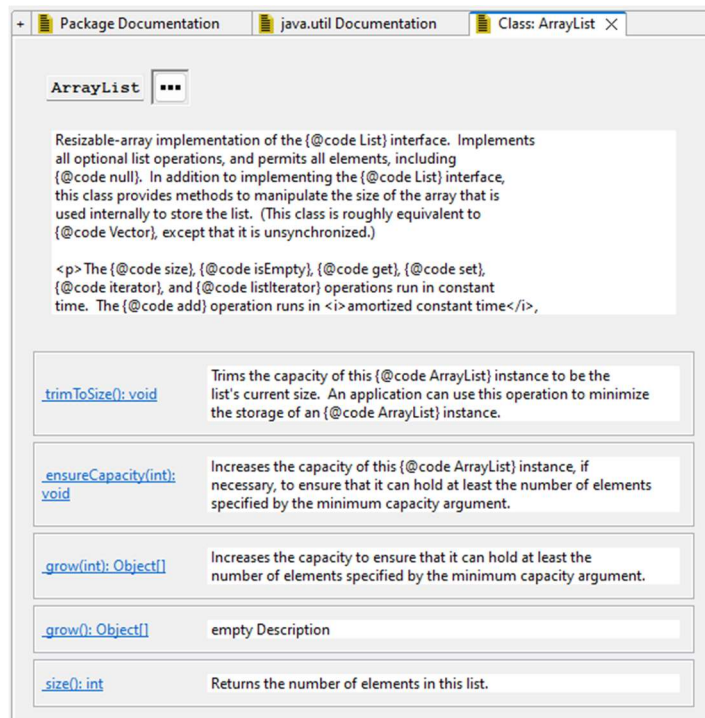 + Package Documentation java.util Documentation Class: ArrayList ×
ArrayList ...
Resizable-array implementation of the {@code List} interface.  Implements
all optional list operations, and permits all elements, including
{@code null}.  In addition to implementing the {@code List} interface,
this class provides methods to manipulate the size of the array that is
used internally to store the list.  (This class is roughly equivalent to
{@code Vector}, except that it is unsynchronized.)
<p>The {@code size}, {@code isEmpty}, {@code get}, {@code set},
{@code iterator}, and {@code listIterator} operations run in constant
time.  The {@code add} operation runs in <i>amortized constant time</i>,
trimToSize(): void
Trims the capacity of this {@code ArrayList} instance to be the
list's current size.  An application can use this operation to minimize
the storage of an {@code ArrayList} instance.
ensureCapacity(int):
void
Increases the capacity of this {@code ArrayList} instance, if
necessary, to ensure that it can hold at least the number of elements
specified by the minimum capacity argument.
grow(int): Object[]
Increases the capacity to ensure that it can hold at least the
number of elements specified by the minimum capacity argument.
grow(): Object[]
empty Description
size(): int
Returns the number of elements in this list.